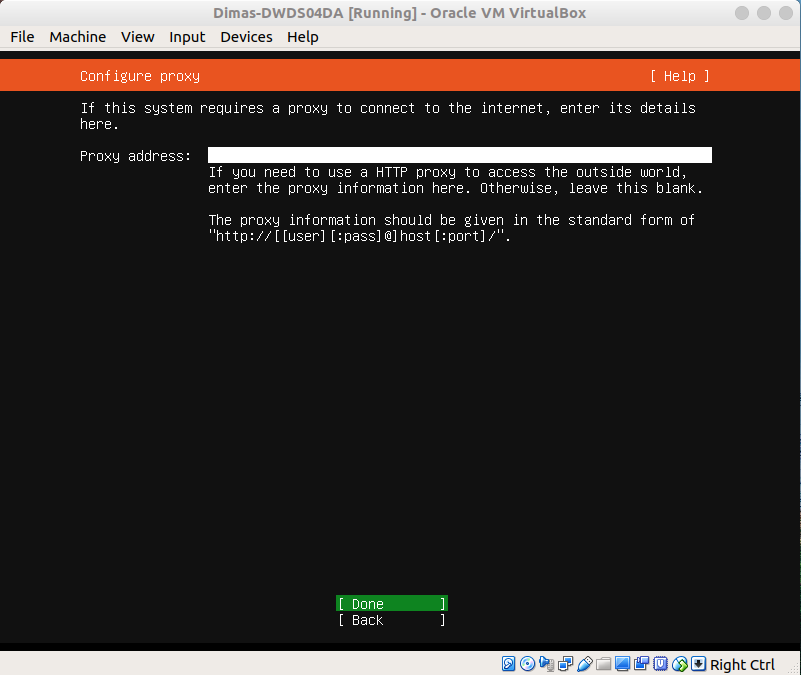 Dimas-DWDS04DA [Running] - Oracle VM VirtualBox
File Machine View Input Devices Help
Configure proxy [ Help ]
If this system requires a proxy to connect to the internet, enter its details
here.
Proxy address:
If you need to use a HTTP proxy to access the outside world,
enter the proxy information here. Otherwise, leave this blank.
The proxy information should be given in the standard form of
"http://[[user][:pass]@]host[:port]/".
[ Done ]
[ Back ]
Right Ctrl